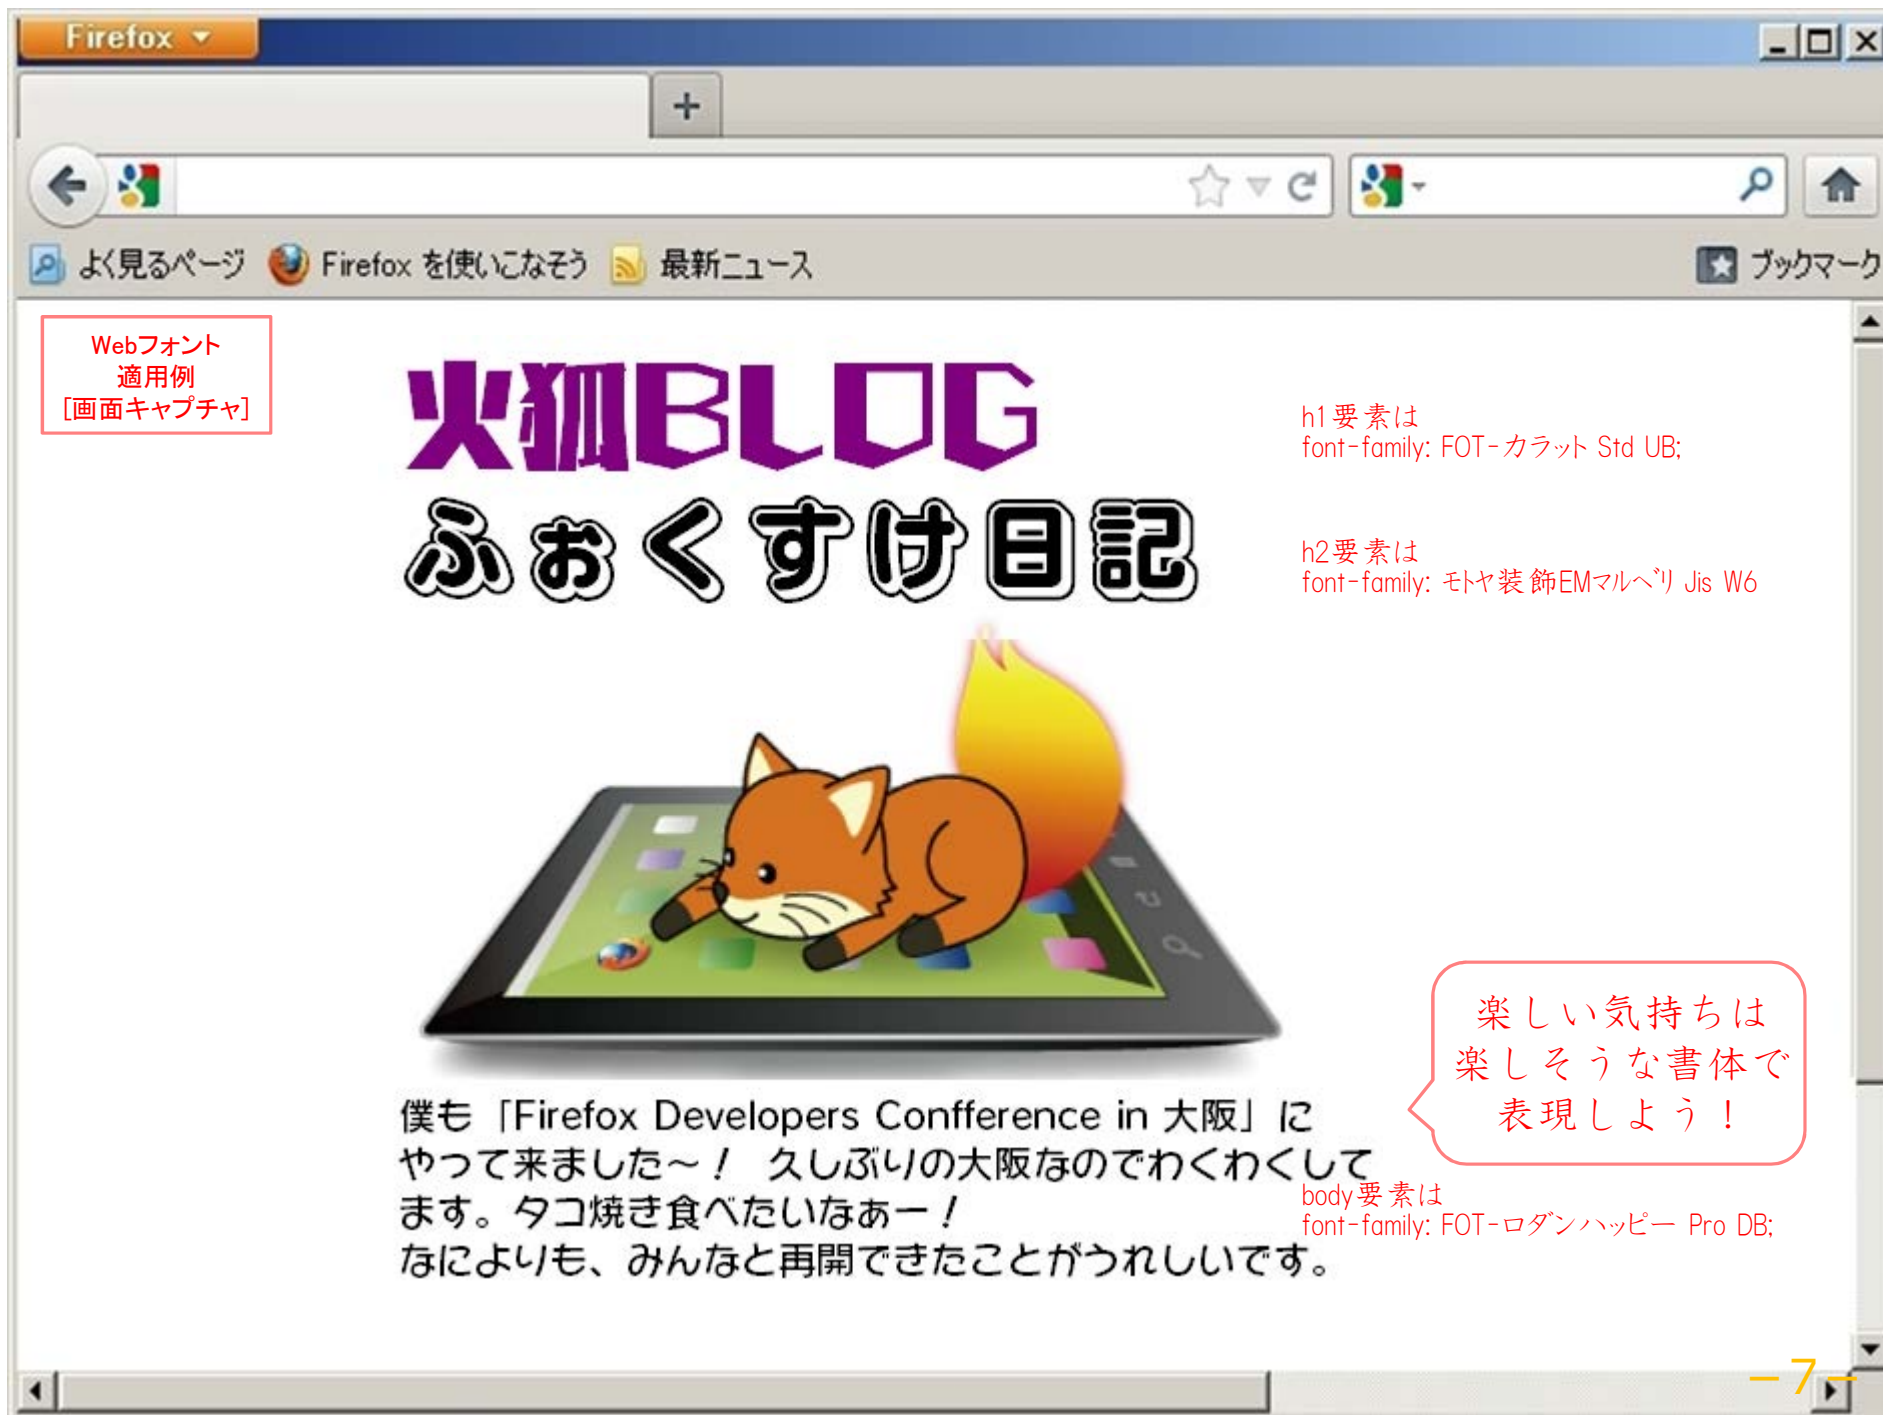 Firefox
よく見るページ Firefox を使いこなそう 最新ニュース ブックマーク
Webフォント
適用例
[画面キャプチャ]
火狐BLOG
h1要素は
font-family: FOT-カラット Std UB;
ふぉくすけ日記
h2要素は
font-family: モトヤ装飾EMマルベリ Jis W6
楽しい気持ちは
楽しそうな書体で
表現しよう！
僕も「Firefox Developers Confference in 大阪」に
やって来ました～！ 久しぶりの大阪なのでわくわくして
ます。タコ焼き食べたいなぁー！
なによりも、みんなと再開できたことがうれしいです。
body要素は
font-family: FOT-ロダンハッピー Pro DB;
－7－